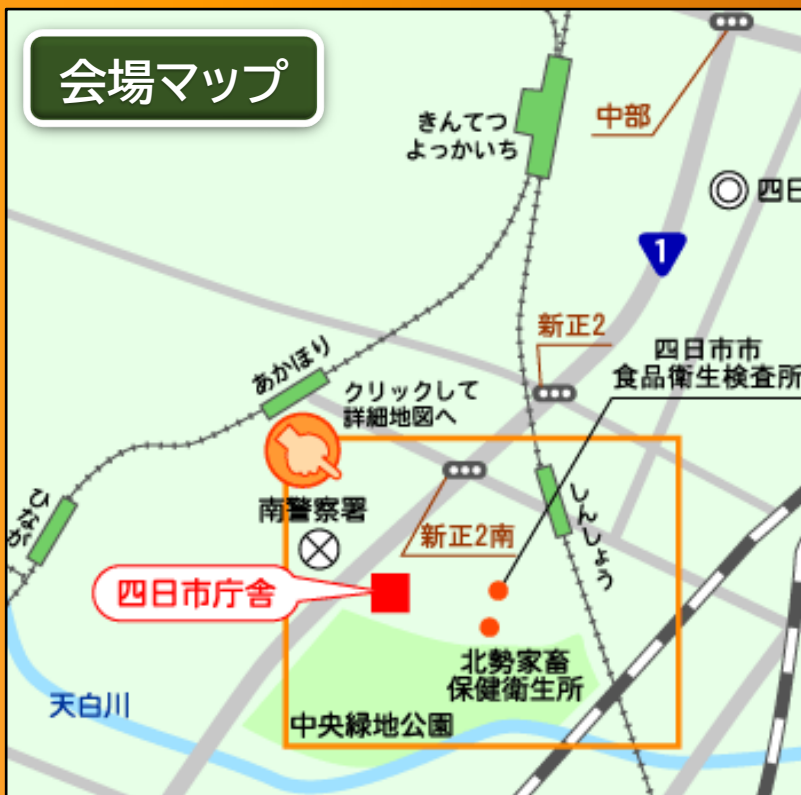 会場マップ
中部
きんてつ
よっかいち
四日
1
新正2
四日市市
食品衛生検査所
あかほり
クリックして
詳細地図へ
ひなが
南警察署
新正2南
しんしょう
四日市庁舎
北勢家畜
保健衛生所
天白川
中央緑地公園